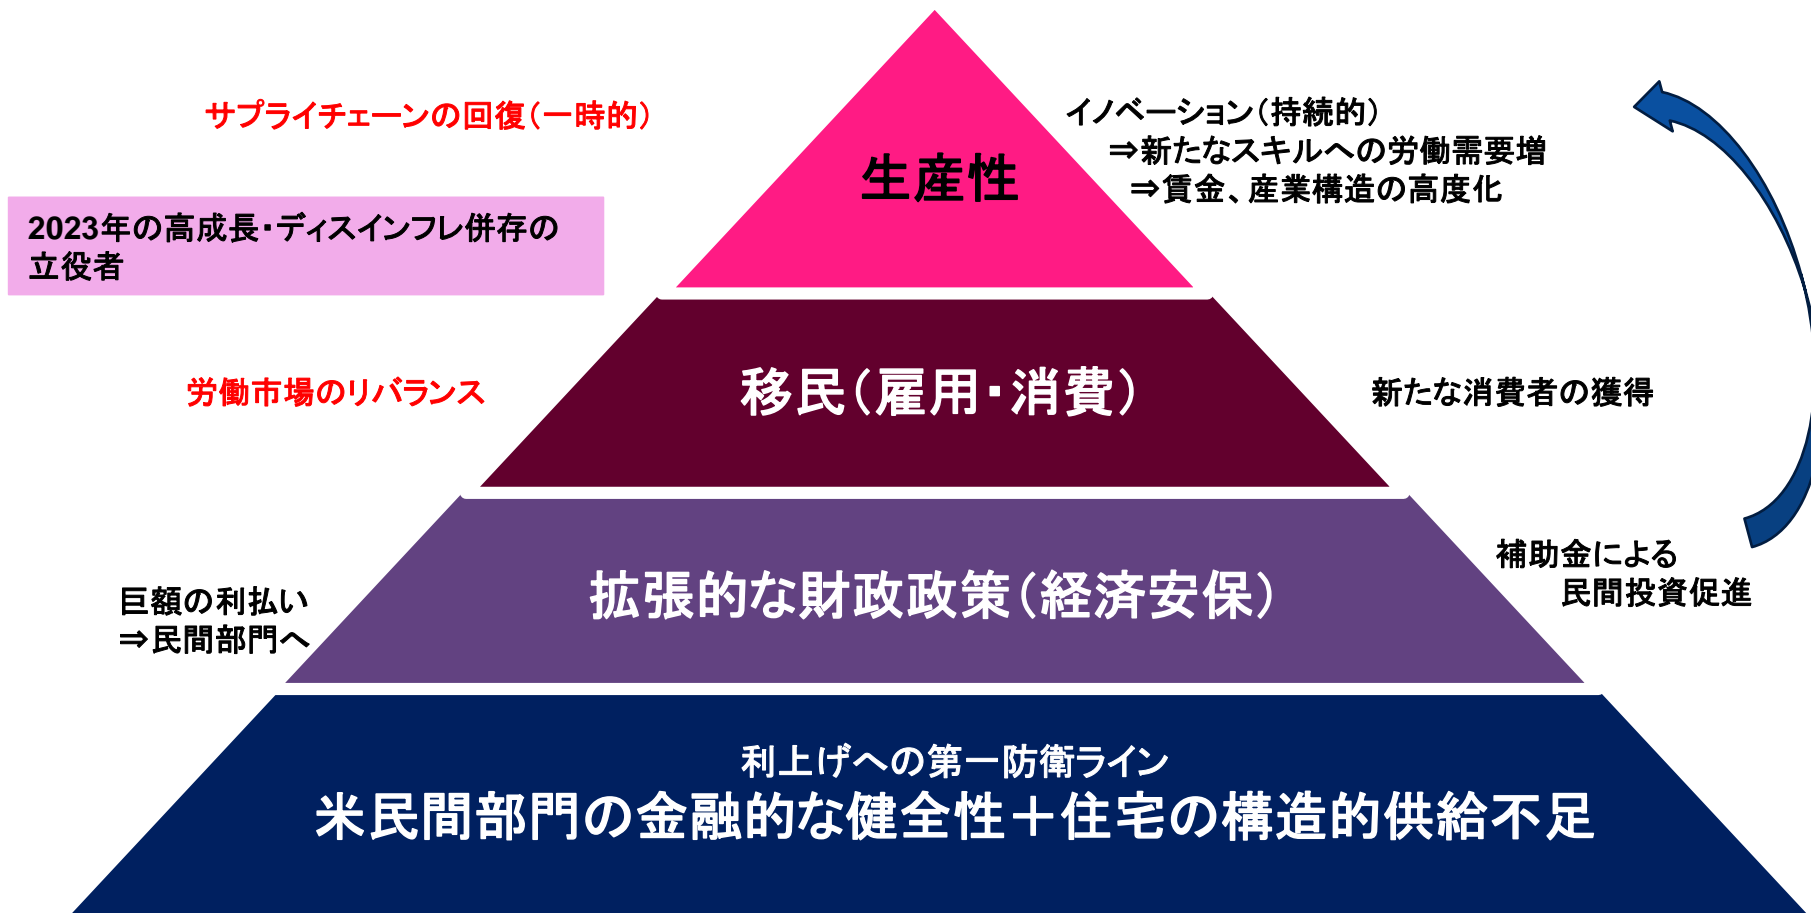 サプライチェーンの回復（一時的）
イノベーション（持続的）
⇒新たなスキルへの労働需要増
⇒賃金、産業構造の高度化
生産性
2023年の高成長・ディスインフレ併存の
立役者
労働市場のリバランス
移民（雇用・消費）
新たな消費者の獲得
巨額の利払い
⇒民間部門へ
拡張的な財政政策（経済安保）
補助金による
民間投資促進
利上げへの第一防衛ライン
米民間部門の金融的な健全性＋住宅の構造的供給不足